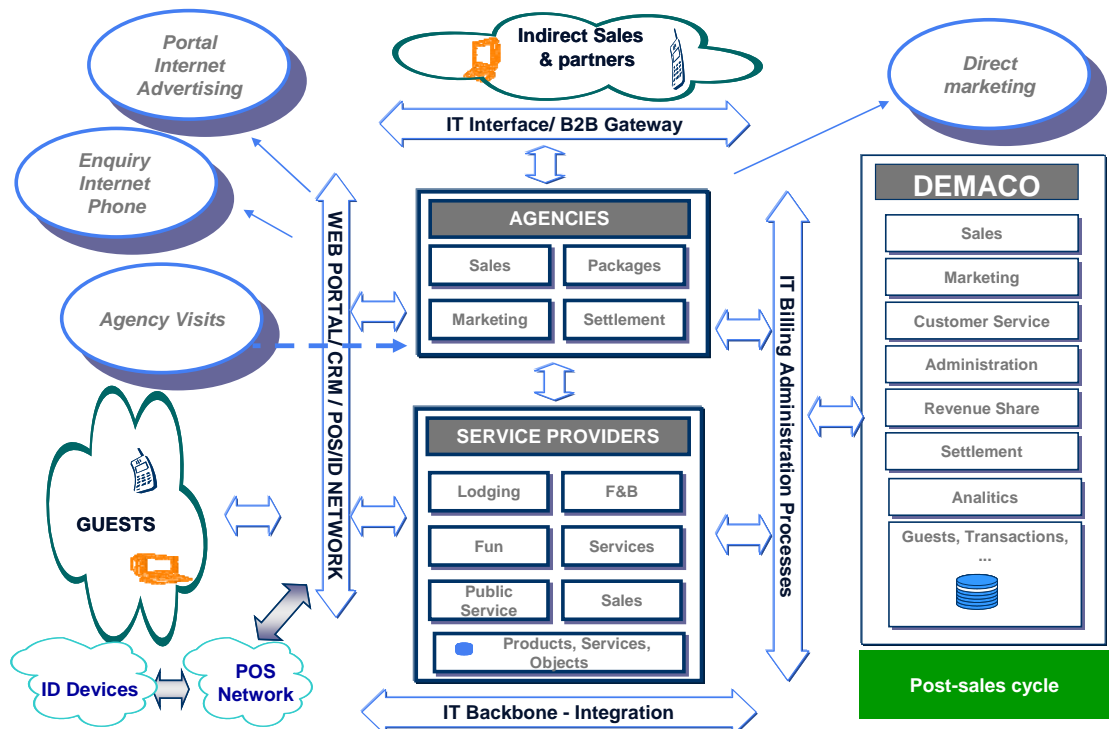 Portal
Internet
Advertising
Indirect Sales
& partners
Direct
marketing
IT Interface/ B2B Gateway
Enquiry
Internet
Phone
Agency Visits
WEB PORTAL/ CRM / POS/ID NETWORK
AGENCIES
Sales
Packages
Marketing
Settlement
SERVICE PROVIDERS
Lodging
F&B
Fun
Services
Public
Service
Sales
Products, Services,
Objects
IT Billing Administration Processes
DEMACO
Sales
Marketing
Customer Service
Administration
Revenue Share
Settlement
Analitics
Guests, Transactions,
...
GUESTS
ID Devices
POS
Network
IT Backbone - Integration
Post-sales cycle